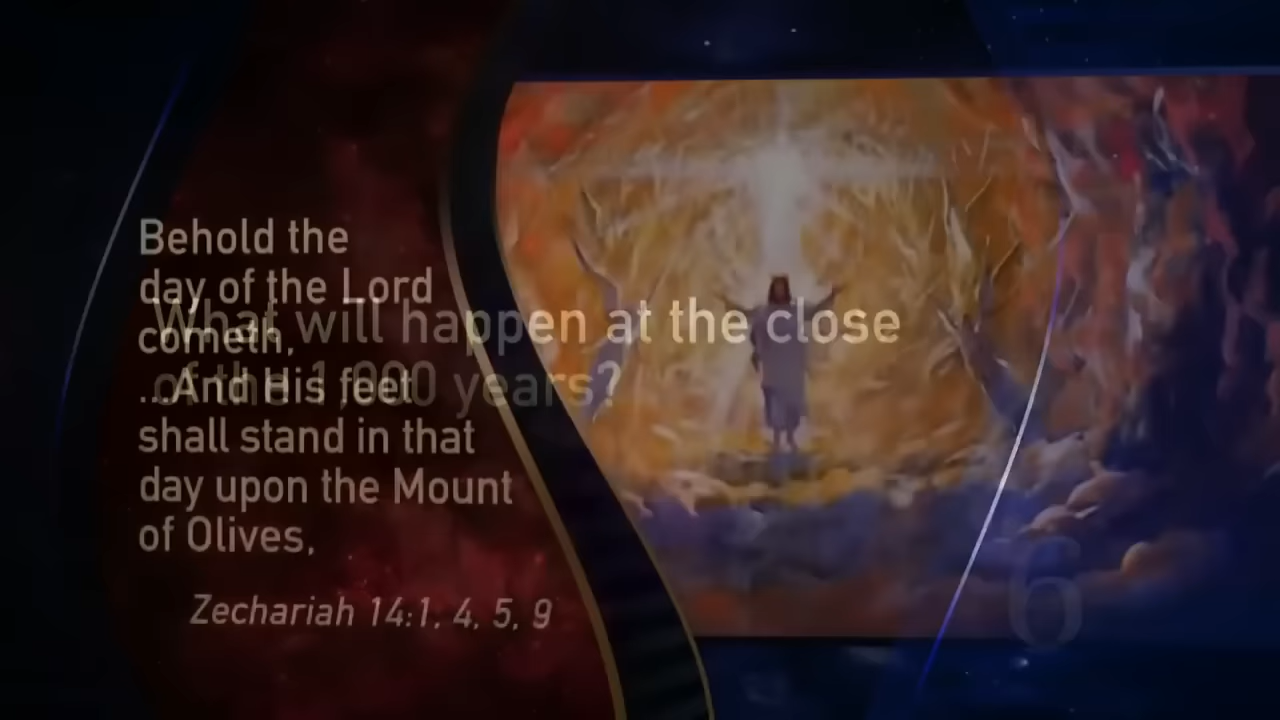 What will happen at the close
of the 1,000 years?
Behold the
day of the Lord
cometh,
...And His feet
shall stand in that
day upon the Mount
of Olives,
Zechariah 14:1, 4, 5, 9
6